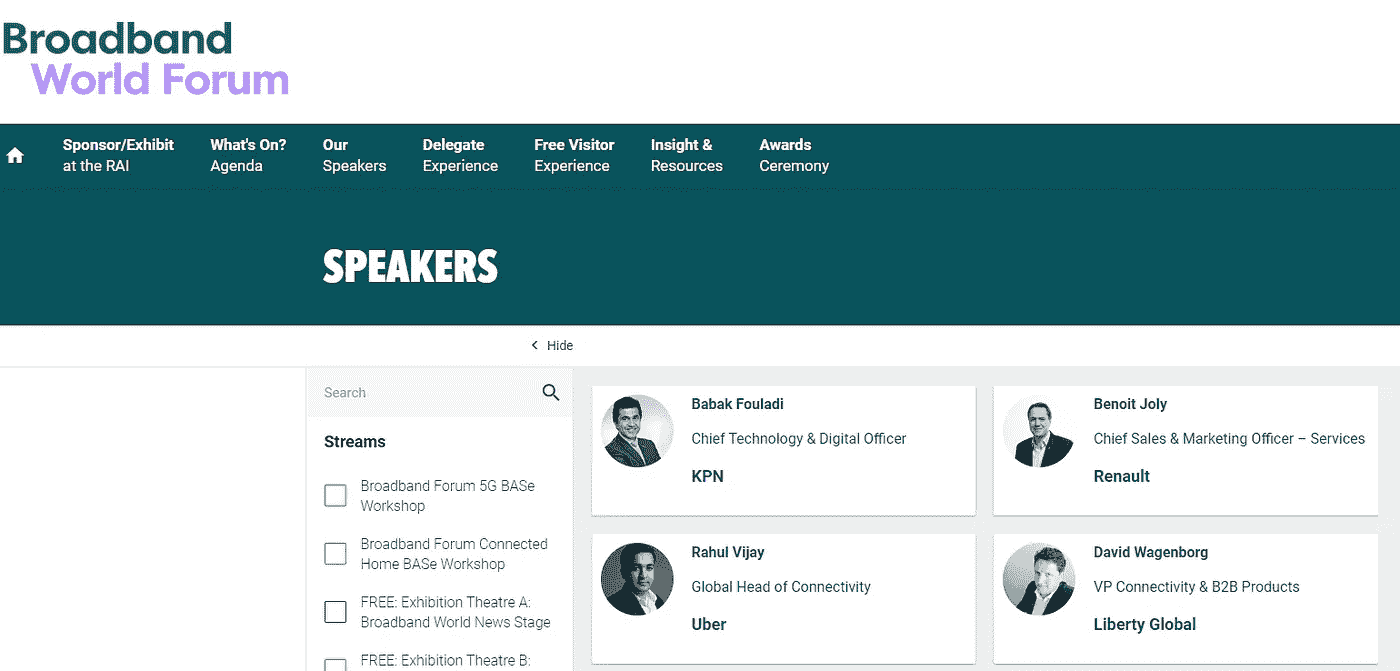 Broadband
World Forum
Sponsor/Exhibit
at the RAI
What's On?
Agenda
Our
Speakers
Delegate
Experience
Free Visitor
Experience
Insight &
Resources
Awards
Ceremony
SPEAKERS
Hide
Search
Streams
Broadband Forum 5G BASe
Workshop
Broadband Forum Connected
Home BASe Workshop
FREE: Exhibition Theatre A:
Broadband World News Stage
FREE: Exhibition Theatre B:
Babak Fouladi
Chief Technology & Digital Officer
KPN
Benoit Joly
Chief Sales & Marketing Officer – Services
Renault
Rahul Vijay
Global Head of Connectivity
Uber
David Wagenborg
VP Connectivity & B2B Products
Liberty Global